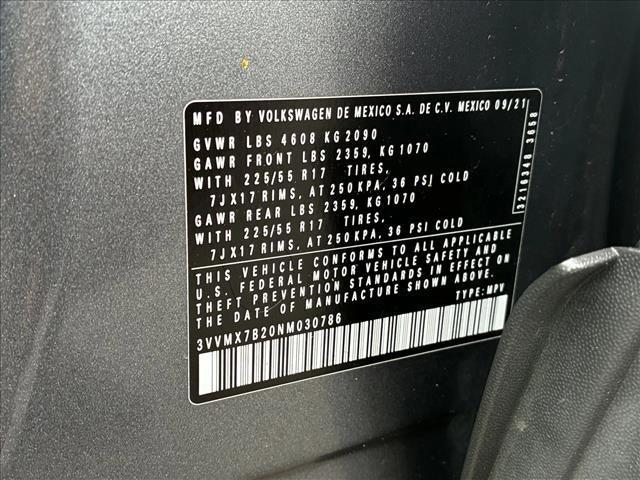 MFD BY VOLKSWAGEN DE MEXICO S.A. DE C.V. MEXICO 09/21
GVWR LBS 4608 KG 2090
GAWR FRONT LBS 2359, KG 1070
WITH 225/55 R17 TIRES,
7JX17 RIMS, AT 250 KPA, 36 PSI COLD
GAWR REAR LBS 2359, KG 1070
WITH 225/55 R17 TIRES,
7JX17 RIMS, AT 250 KPA, 36 PSI COLD
THIS VEHICLE CONFORMS TO ALL APPLICABLE
U.S. FEDERAL MOTOR VEHICLE SAFETY AND
THEFT PREVENTION STANDARDS IN EFFECT ON
THE DATE OF MANUFACTURE SHOWN ABOVE.
TYPE: MPV
3VVMX7B20NM030786
3216348 3658